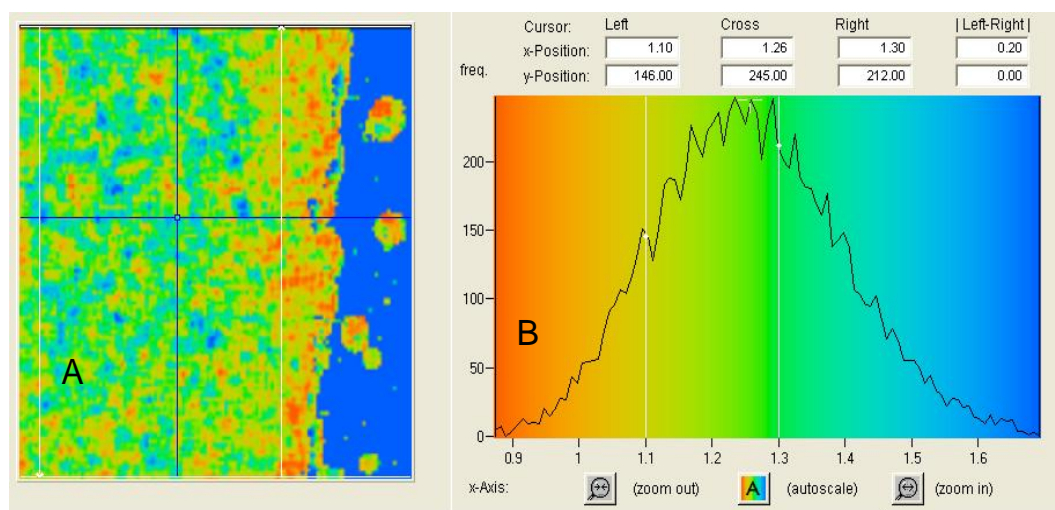 Cursor: Left Cross Right | Left-Right |
x-Position: 1.10 1.26 1.30 0.20
freq. y-Position: 146.00 245.00 212.00 0.00
200
150
100
50
0
A
B
0.9 1 1.1 1.2 1.3 1.4 1.5 1.6
x-Axis: (zoom out) A (autoscale) (zoom in)